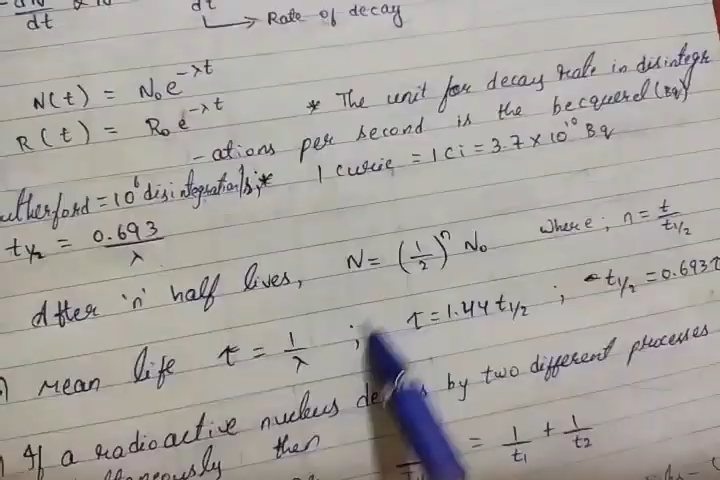 dt
dt
Rate of decay
N(t) = N₀e^-λt
R(t) = R₀e^-λt
* The unit for decay rate in disintegr
-ations per second is the becquerel (Bq)
utherford = 10⁶ disintegration/s; * 1 curie = 1 Ci = 3.7 × 10¹⁰ Bq
t½ = 0.693/λ
After 'n' half lives, N = (1/2)ⁿ N₀ where; n = t/t½
mean life τ = 1/λ ; τ = 1.44 t½ ; t½ = 0.693τ
If a radioactive nucleus by two different processes
then = 1/t₁ + 1/t₂